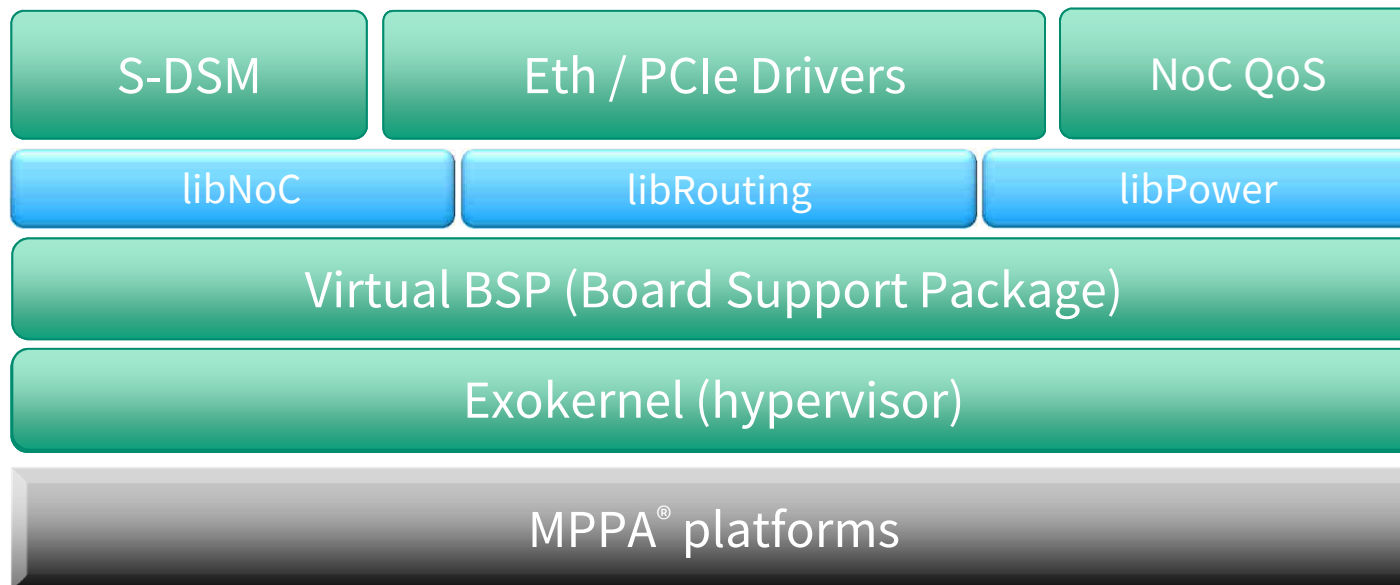 S-DSM
Eth / PCIe Drivers
NoC QoS
libNoC
libRouting
libPower
Virtual BSP (Board Support Package)
Exokernel (hypervisor)
MPPA® platforms